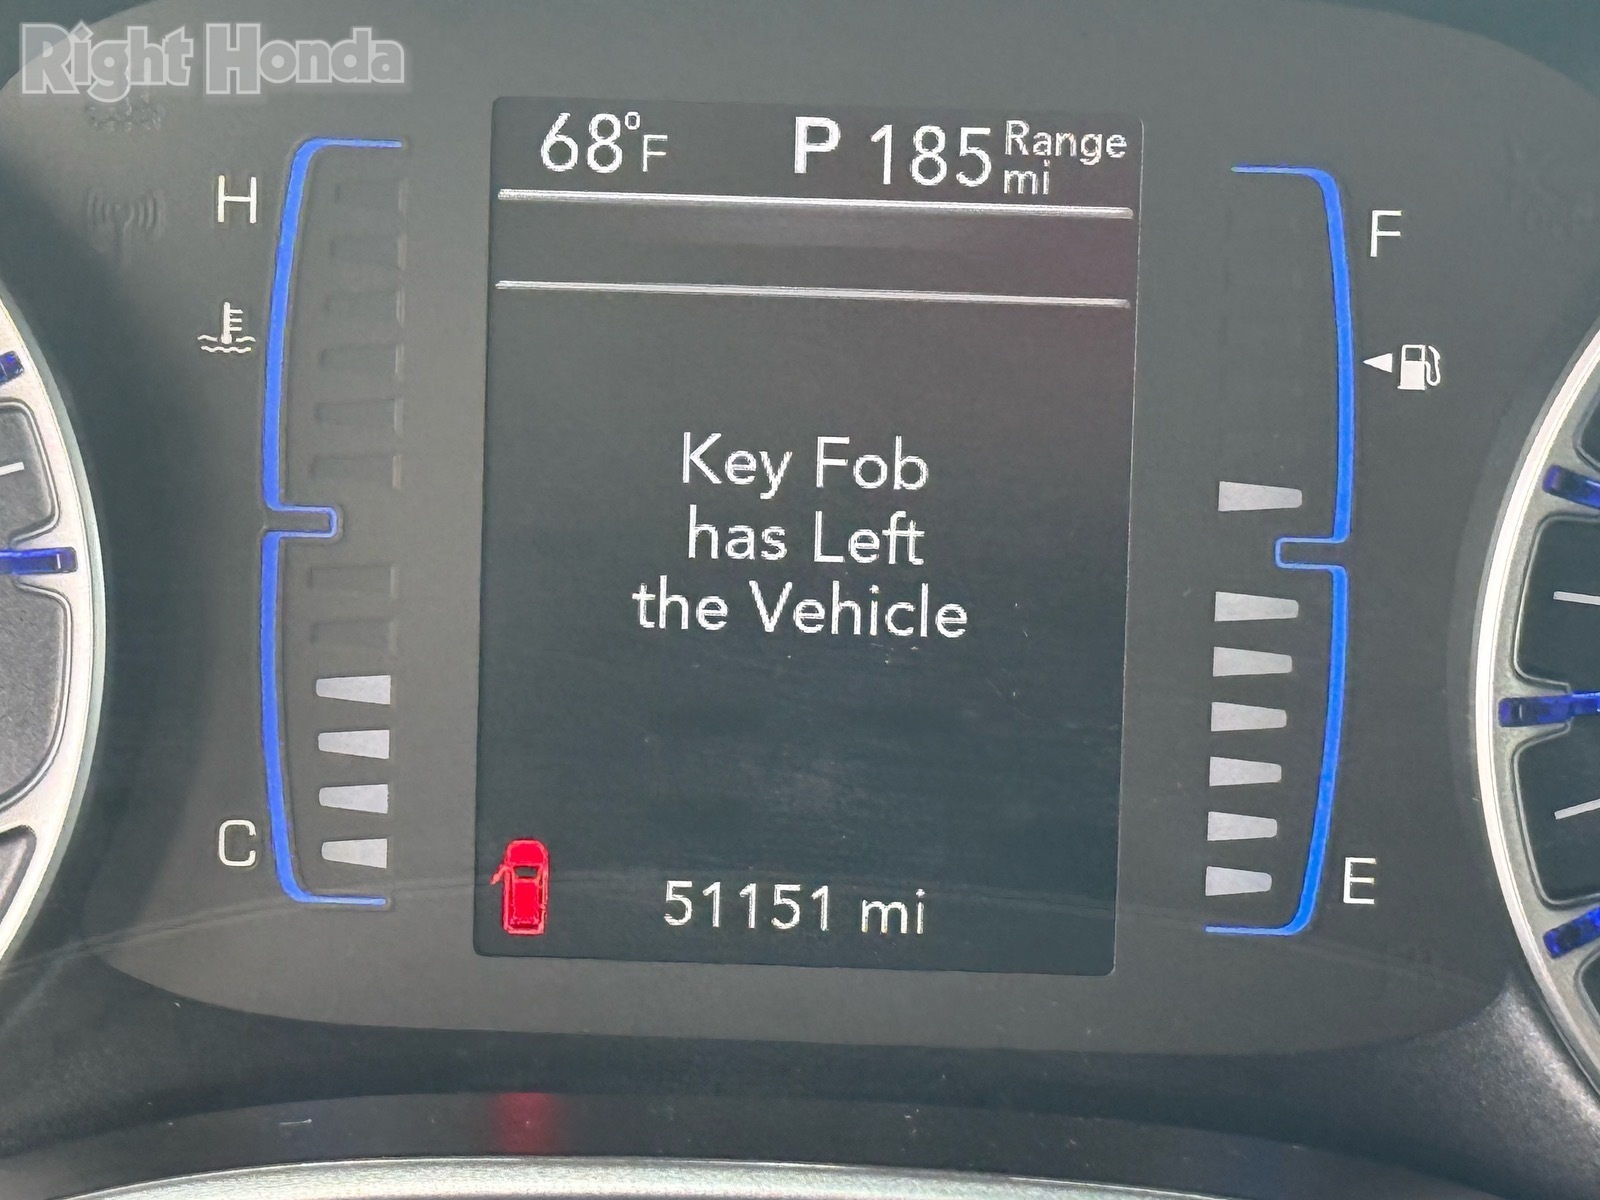 Right Honda
68°F P 185 Range mi
H
F
Key Fob
has Left
the Vehicle
C
E
51151 mi